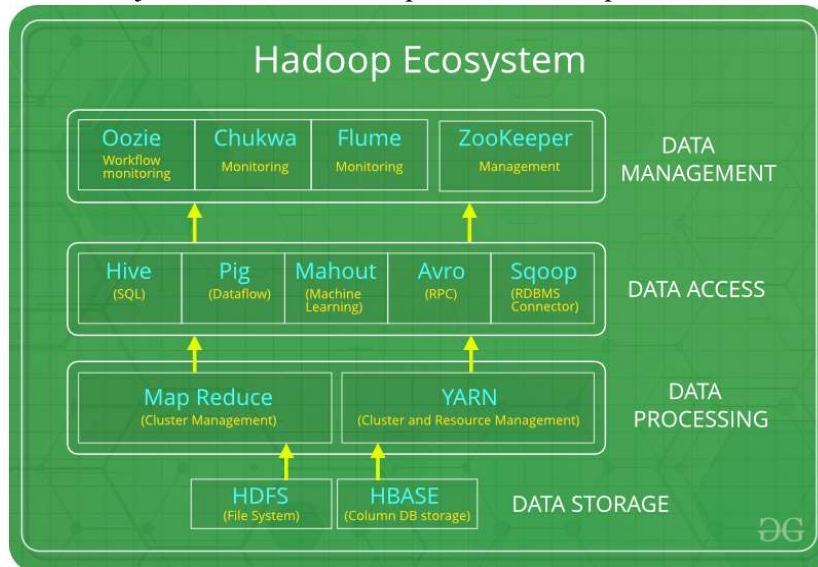 Hadoop Ecosystem
Oozie
Workflow
monitoring
Chukwa
Monitoring
Flume
Monitoring
ZooKeeper
Management
DATA
MANAGEMENT
Hive
(SQL)
Pig
(Dataflow)
Mahout
(Machine
Learning)
Avro
(RPC)
Sqoop
(RDBMS
Connector)
DATA ACCESS
Map Reduce
(Cluster Management)
YARN
(Cluster and Resource Management)
DATA
PROCESSING
HDFS
(File System)
HBASE
(Column DB storage)
DATA STORAGE